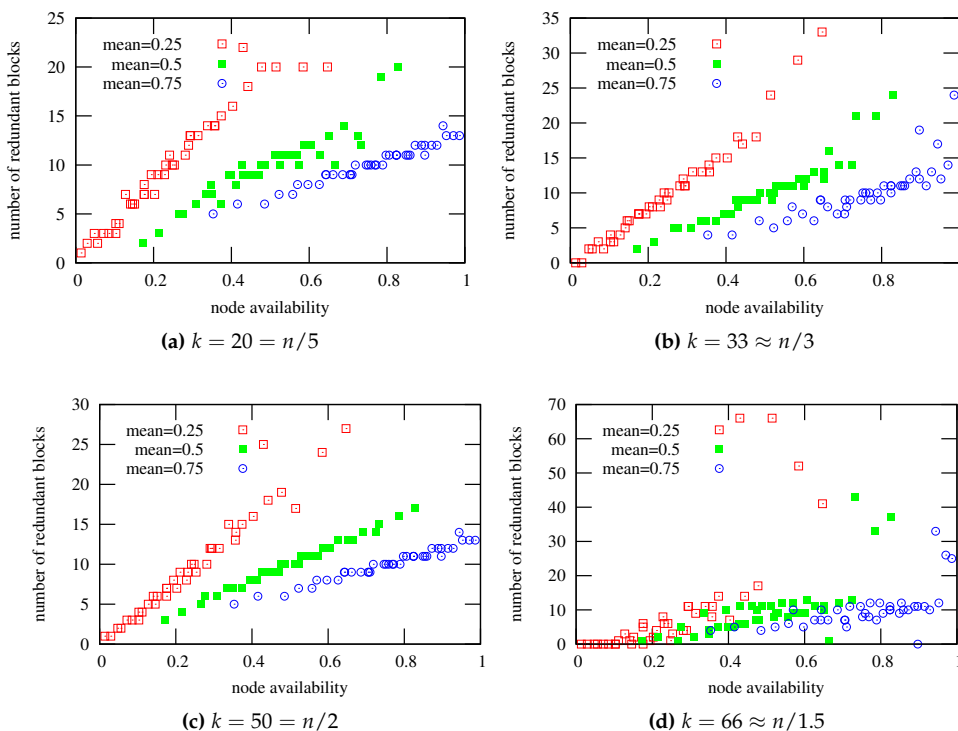 25
20
15
10
5
0
number of redundant blocks
mean=0.25
mean=0.5
mean=0.75
0 0.2 0.4 0.6 0.8 1
node availability
(a) k = 20 = n/5
35
30
25
20
15
10
5
0
number of redundant blocks
mean=0.25
mean=0.5
mean=0.75
0 0.2 0.4 0.6 0.8 1
node availability
(b) k = 33 ≈ n/3
30
25
20
15
10
5
0
number of redundant blocks
mean=0.25
mean=0.5
mean=0.75
0 0.2 0.4 0.6 0.8 1
node availability
(c) k = 50 = n/2
70
60
50
40
30
20
10
0
number of redundant blocks
mean=0.25
mean=0.5
mean=0.75
0 0.2 0.4 0.6 0.8 1
node availability
(d) k = 66 ≈ n/1.5